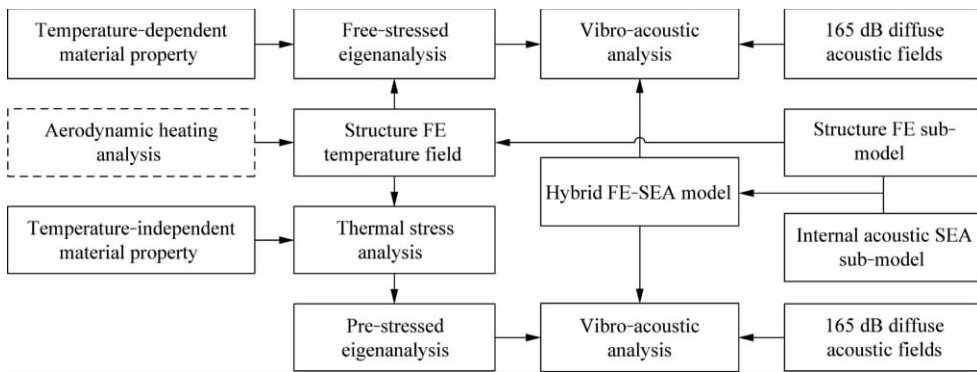 Temperature-dependent
material property
Free-stressed
eigenanalysis
Vibro-acoustic
analysis
165 dB diffuse
acoustic fields
Aerodynamic heating
analysis
Structure FE
temperature field
Structure FE sub-
model
Hybrid FE-SEA model
Temperature-independent
material property
Thermal stress
analysis
Internal acoustic SEA
sub-model
Pre-stressed
eigenanalysis
Vibro-acoustic
analysis
165 dB diffuse
acoustic fields